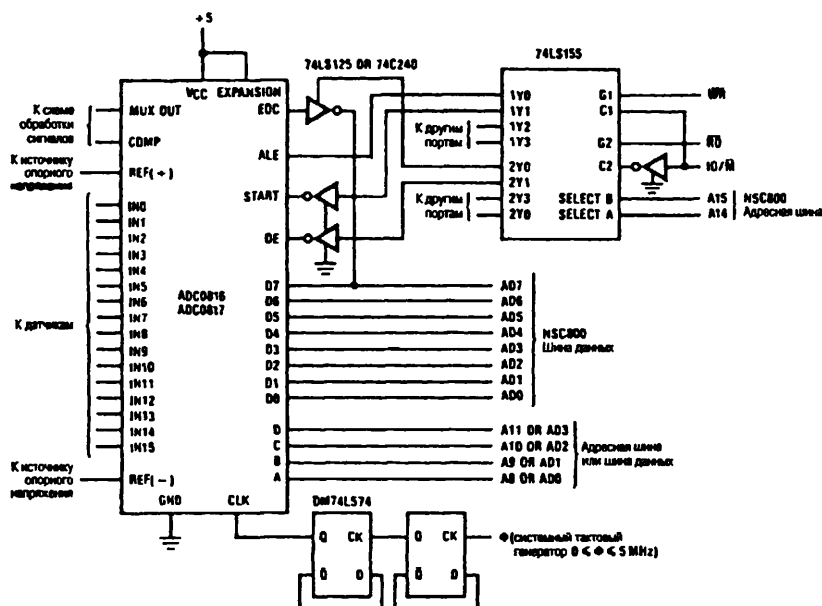 +5
74LS125 OR 74C240
74LS155
VCC EXPANSION
MUX OUT
COMP
REF(+)
IN0
IN1
IN2
IN3
IN4
IN5
IN6
IN7
IN8
IN9
IN10
IN11
IN12
IN13
IN14
IN15
REF(−)
GND
CLK
EOC
ALE
START
OE
D7
D6
D5
D4
D3
D2
D1
D0
D
C
B
A
ADC0816
ADC0817
К схеме
обработки
сигналов
К источнику
опорного
напряжения
К датчикам
К источнику
опорного
напряжения
1Y0
1Y1
1Y2
1Y3
2Y0
2Y1
2Y3
2Y0
К другим
портам
К другим
портам
G1
C1
G2
C2
SELECT B
SELECT A
WR
RD
IO/M
A15
A14
NSC800
Адресная шина
AD7
AD6
AD5
AD4
AD3
AD2
AD1
AD0
NSC800
Шина данных
A11 OR AD3
A10 OR AD2
A9 OR AD1
A8 OR AD0
Адресная шина
или шина данных
DM74LS74
Q CK
Q̅ D
Q CK
Q̅ D
Φ (системный тактовый
генератор 0 ≤ Φ ≤ 5 MHz)